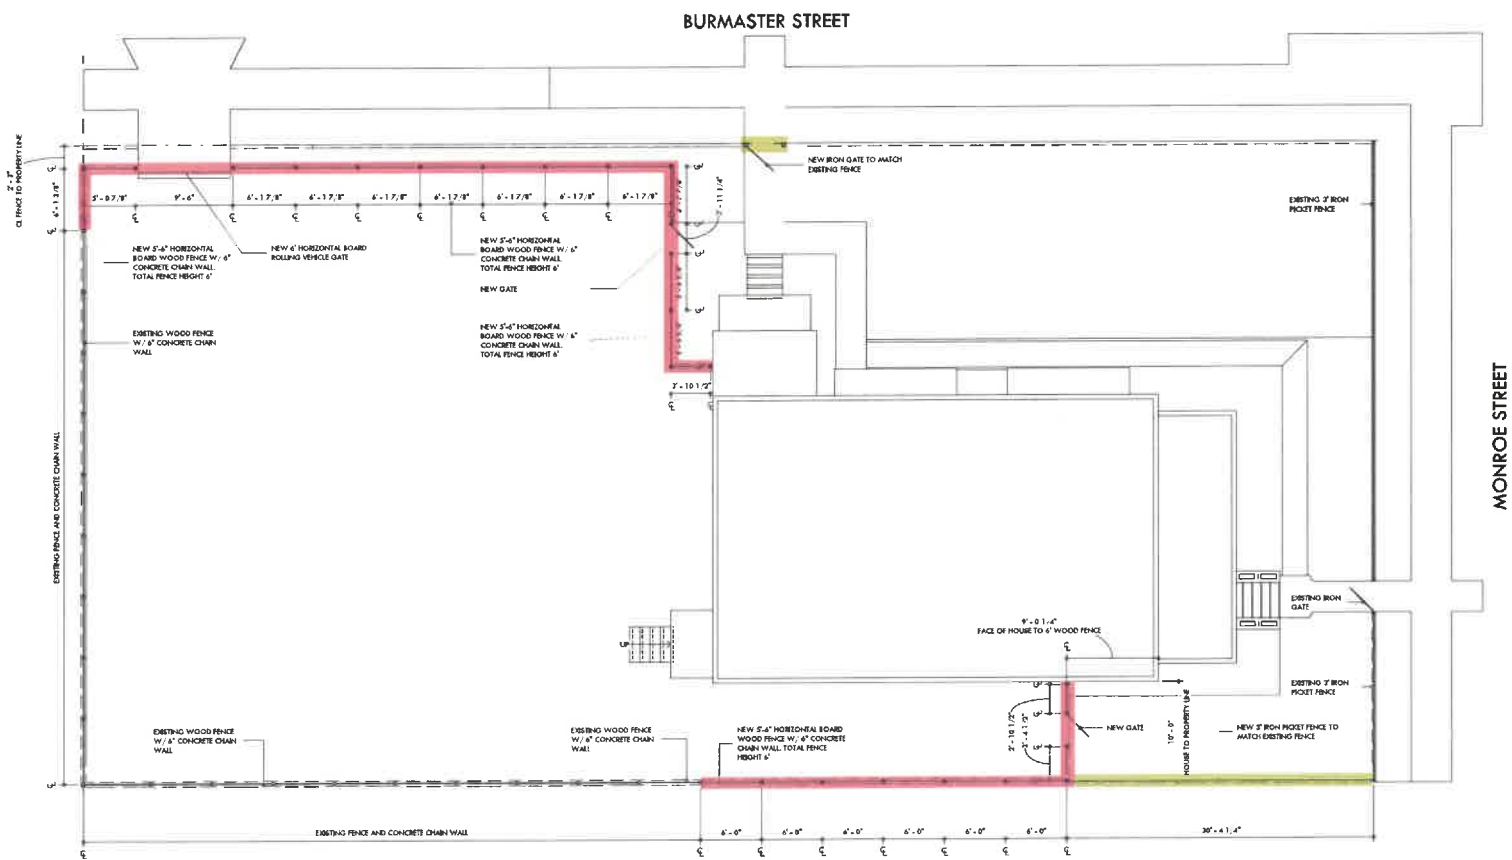 BURMASTER STREET
MONROE STREET
CL FENCE TO PROPERTY LINE
NEW IRON GATE TO MATCH
EXISTING FENCE
EXISTING 3' IRON
PICKET FENCE
5'-0 7/8"
9'-6"
6'-1 7/8"
6'-1 7/8"
6'-1 7/8"
6'-1 7/8"
6'-1 7/8"
6'-1 7/8"
6'-1 7/8"
NEW 5'-6" HORIZONTAL
BOARD WOOD FENCE W/ 6"
CONCRETE CHAIN WALL.
TOTAL FENCE HEIGHT 6'
NEW 6' HORIZONTAL BOARD
ROLLING VEHICLE GATE
NEW 5'-6" HORIZONTAL
BOARD WOOD FENCE W/ 6"
CONCRETE CHAIN WALL.
TOTAL FENCE HEIGHT 6'
NEW GATE
EXISTING WOOD FENCE
W/ 6" CONCRETE CHAIN
WALL
NEW 5'-6" HORIZONTAL
BOARD WOOD FENCE W/ 6"
CONCRETE CHAIN WALL.
TOTAL FENCE HEIGHT 6'
EXISTING FENCE AND CONCRETE CHAIN WALL
EXISTING IRON
GATE
9'-0 1/4"
FACE OF HOUSE TO 6' WOOD FENCE
UP
EXISTING 3' IRON
PICKET FENCE
EXISTING WOOD FENCE
W/ 6" CONCRETE CHAIN
WALL
EXISTING WOOD FENCE
W/ 6" CONCRETE CHAIN
WALL
NEW 5'-6" HORIZONTAL BOARD
WOOD FENCE W/ 6" CONCRETE
CHAIN WALL. TOTAL FENCE
HEIGHT 6'
2'-10 1/2"
NEW GATE
10'-0"
HOUSE TO PROPERTY LINE
NEW 3' IRON PICKET FENCE TO
MATCH EXISTING FENCE
EXISTING FENCE AND CONCRETE CHAIN WALL
6'-0"
6'-0"
6'-0"
6'-0"
6'-0"
6'-0"
30'-4 1/4"